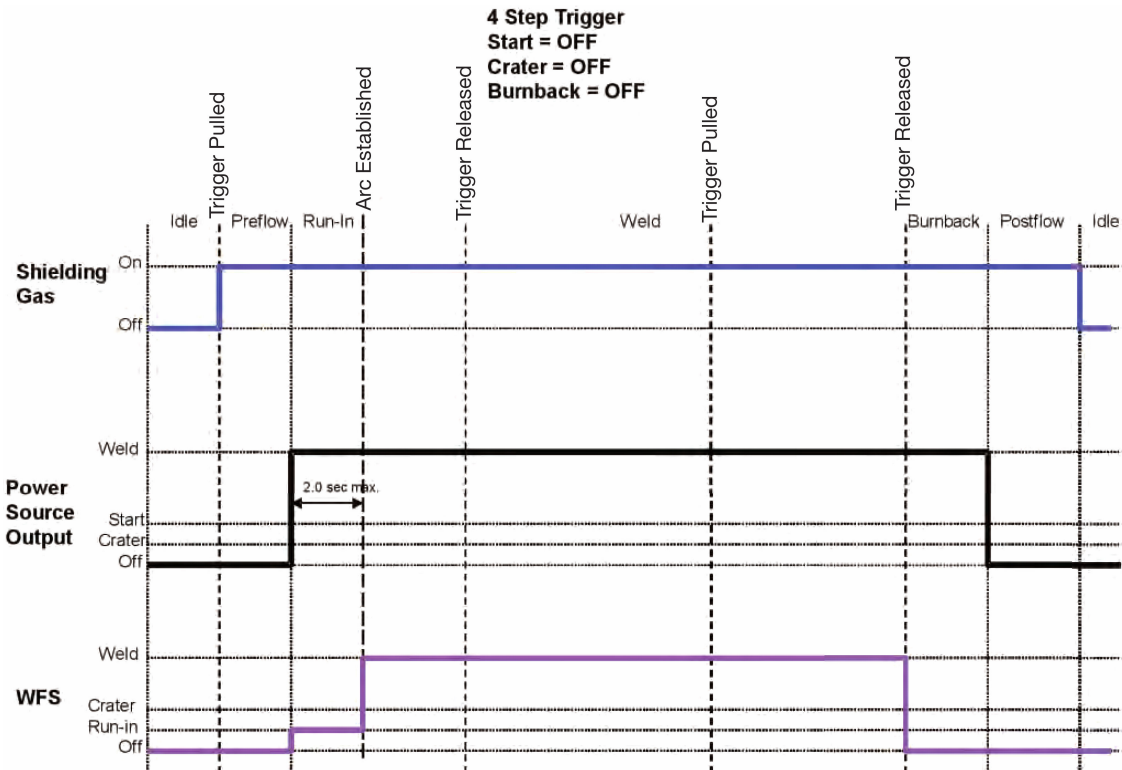 4 Step Trigger
Start = OFF
Crater = OFF
Burnback = OFF
Trigger Pulled
Arc Established
Trigger Released
Trigger Pulled
Trigger Released
Idle
Preflow
Run-In
Weld
Burnback
Postflow
Idle
Shielding
Gas
On
Off
Power
Source
Output
Weld
2.0 sec max.
Start
Crater
Off
WFS
Weld
Crater
Run-in
Off